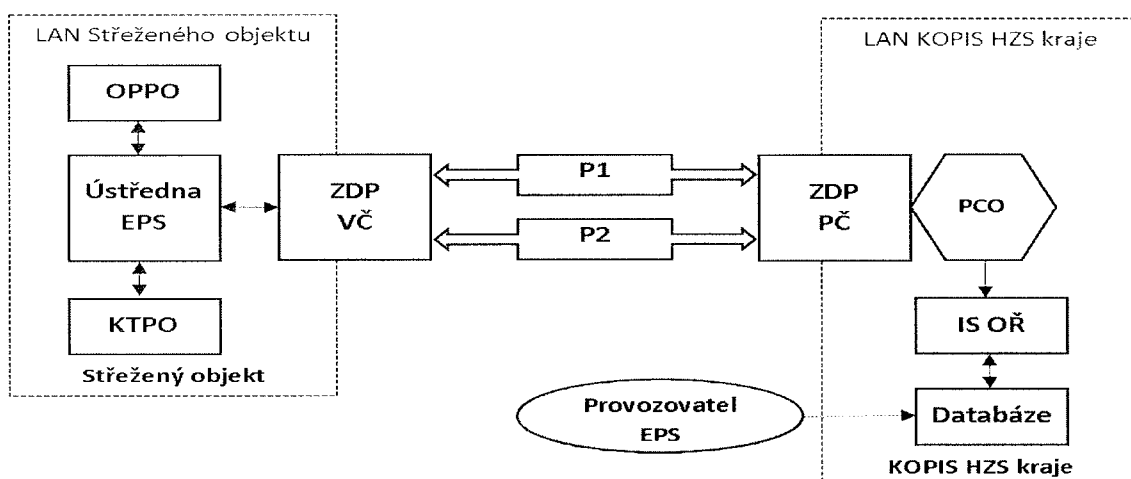 LAN Střeženého objektu
OPPO
Ústředna
EPS
KTPO
Střežený objekt
ZDP
VČ
P1
P2
LAN KOPIS HZS kraje
ZDP
PČ
PCO
IS OŘ
Databáze
KOPIS HZS kraje
Provozovatel
EPS